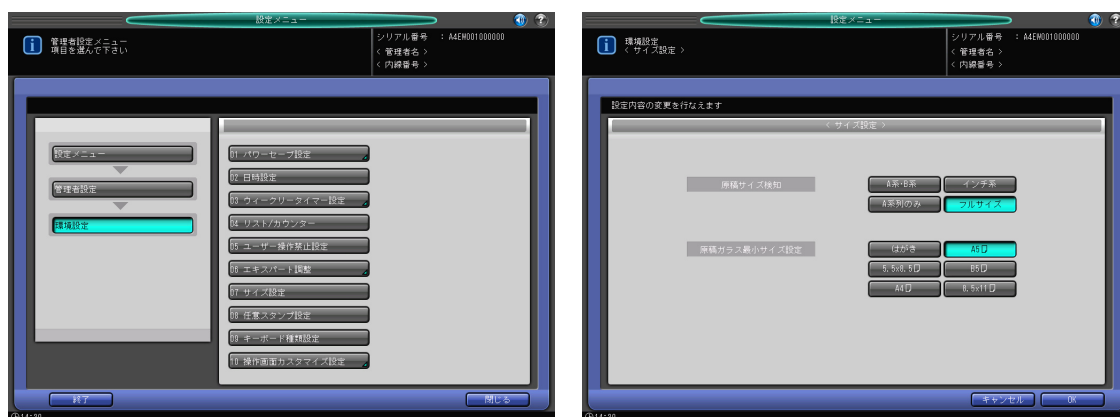 設定メニュー
管理者設定メニュー
項目を選んで下さい
シリアル番号 : A4EW001000000
< 管理者名 >
< 内線番号 >
設定メニュー
管理者設定
環境設定
01 パワーセーブ設定
02 日時設定
03 ウィークリータイマー設定
04 リスト/カウンター
05 ユーザー操作禁止設定
06 エキスパート調整
07 サイズ設定
08 任意スタンプ設定
09 キーボード種類設定
10 操作画面カスタマイズ設定
終了
閉じる
設定メニュー
環境設定
< サイズ設定 >
シリアル番号 : A4EW001000000
< 管理者名 >
< 内線番号 >
設定内容の変更を行なえます
< サイズ設定 >
原稿サイズ検知
A系･B系
インチ系
A系列のみ
フルサイズ
原稿ガラス最小サイズ設定
はがき
A5
5.5x8.5
B5
A4
8.5x11
キャンセル
OK